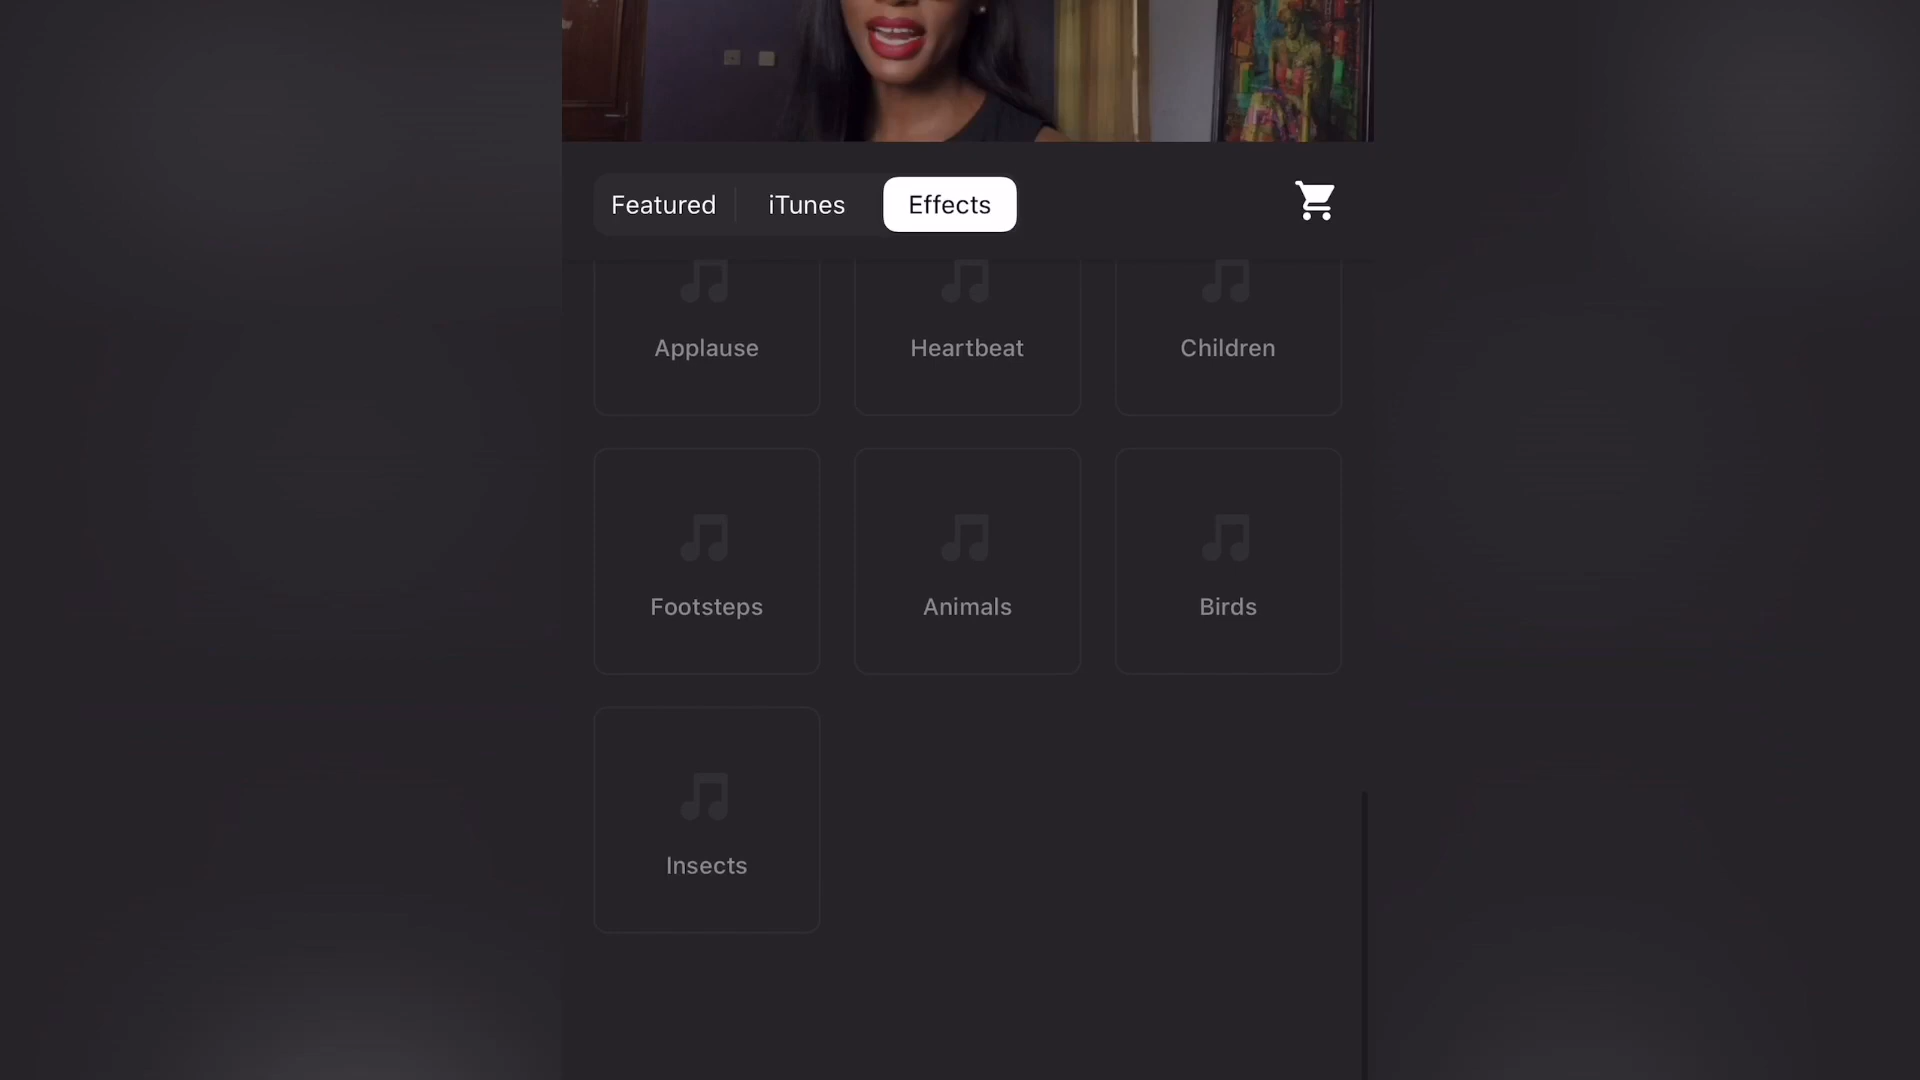 Featured iTunes Effects
Applause Heartbeat Children
Footsteps Animals Birds
Insects